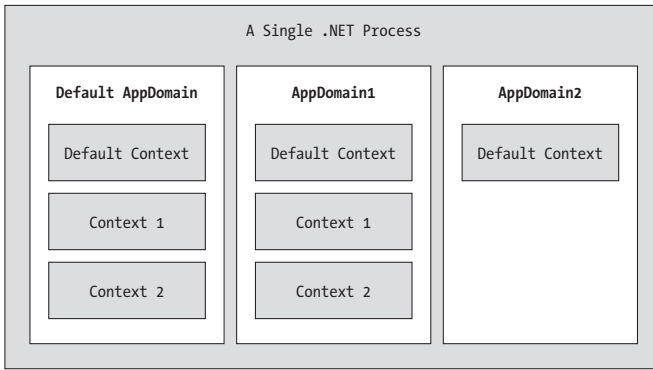 A Single .NET Process
Default AppDomain
Default Context
Context 1
Context 2
AppDomain1
Default Context
Context 1
Context 2
AppDomain2
Default Context